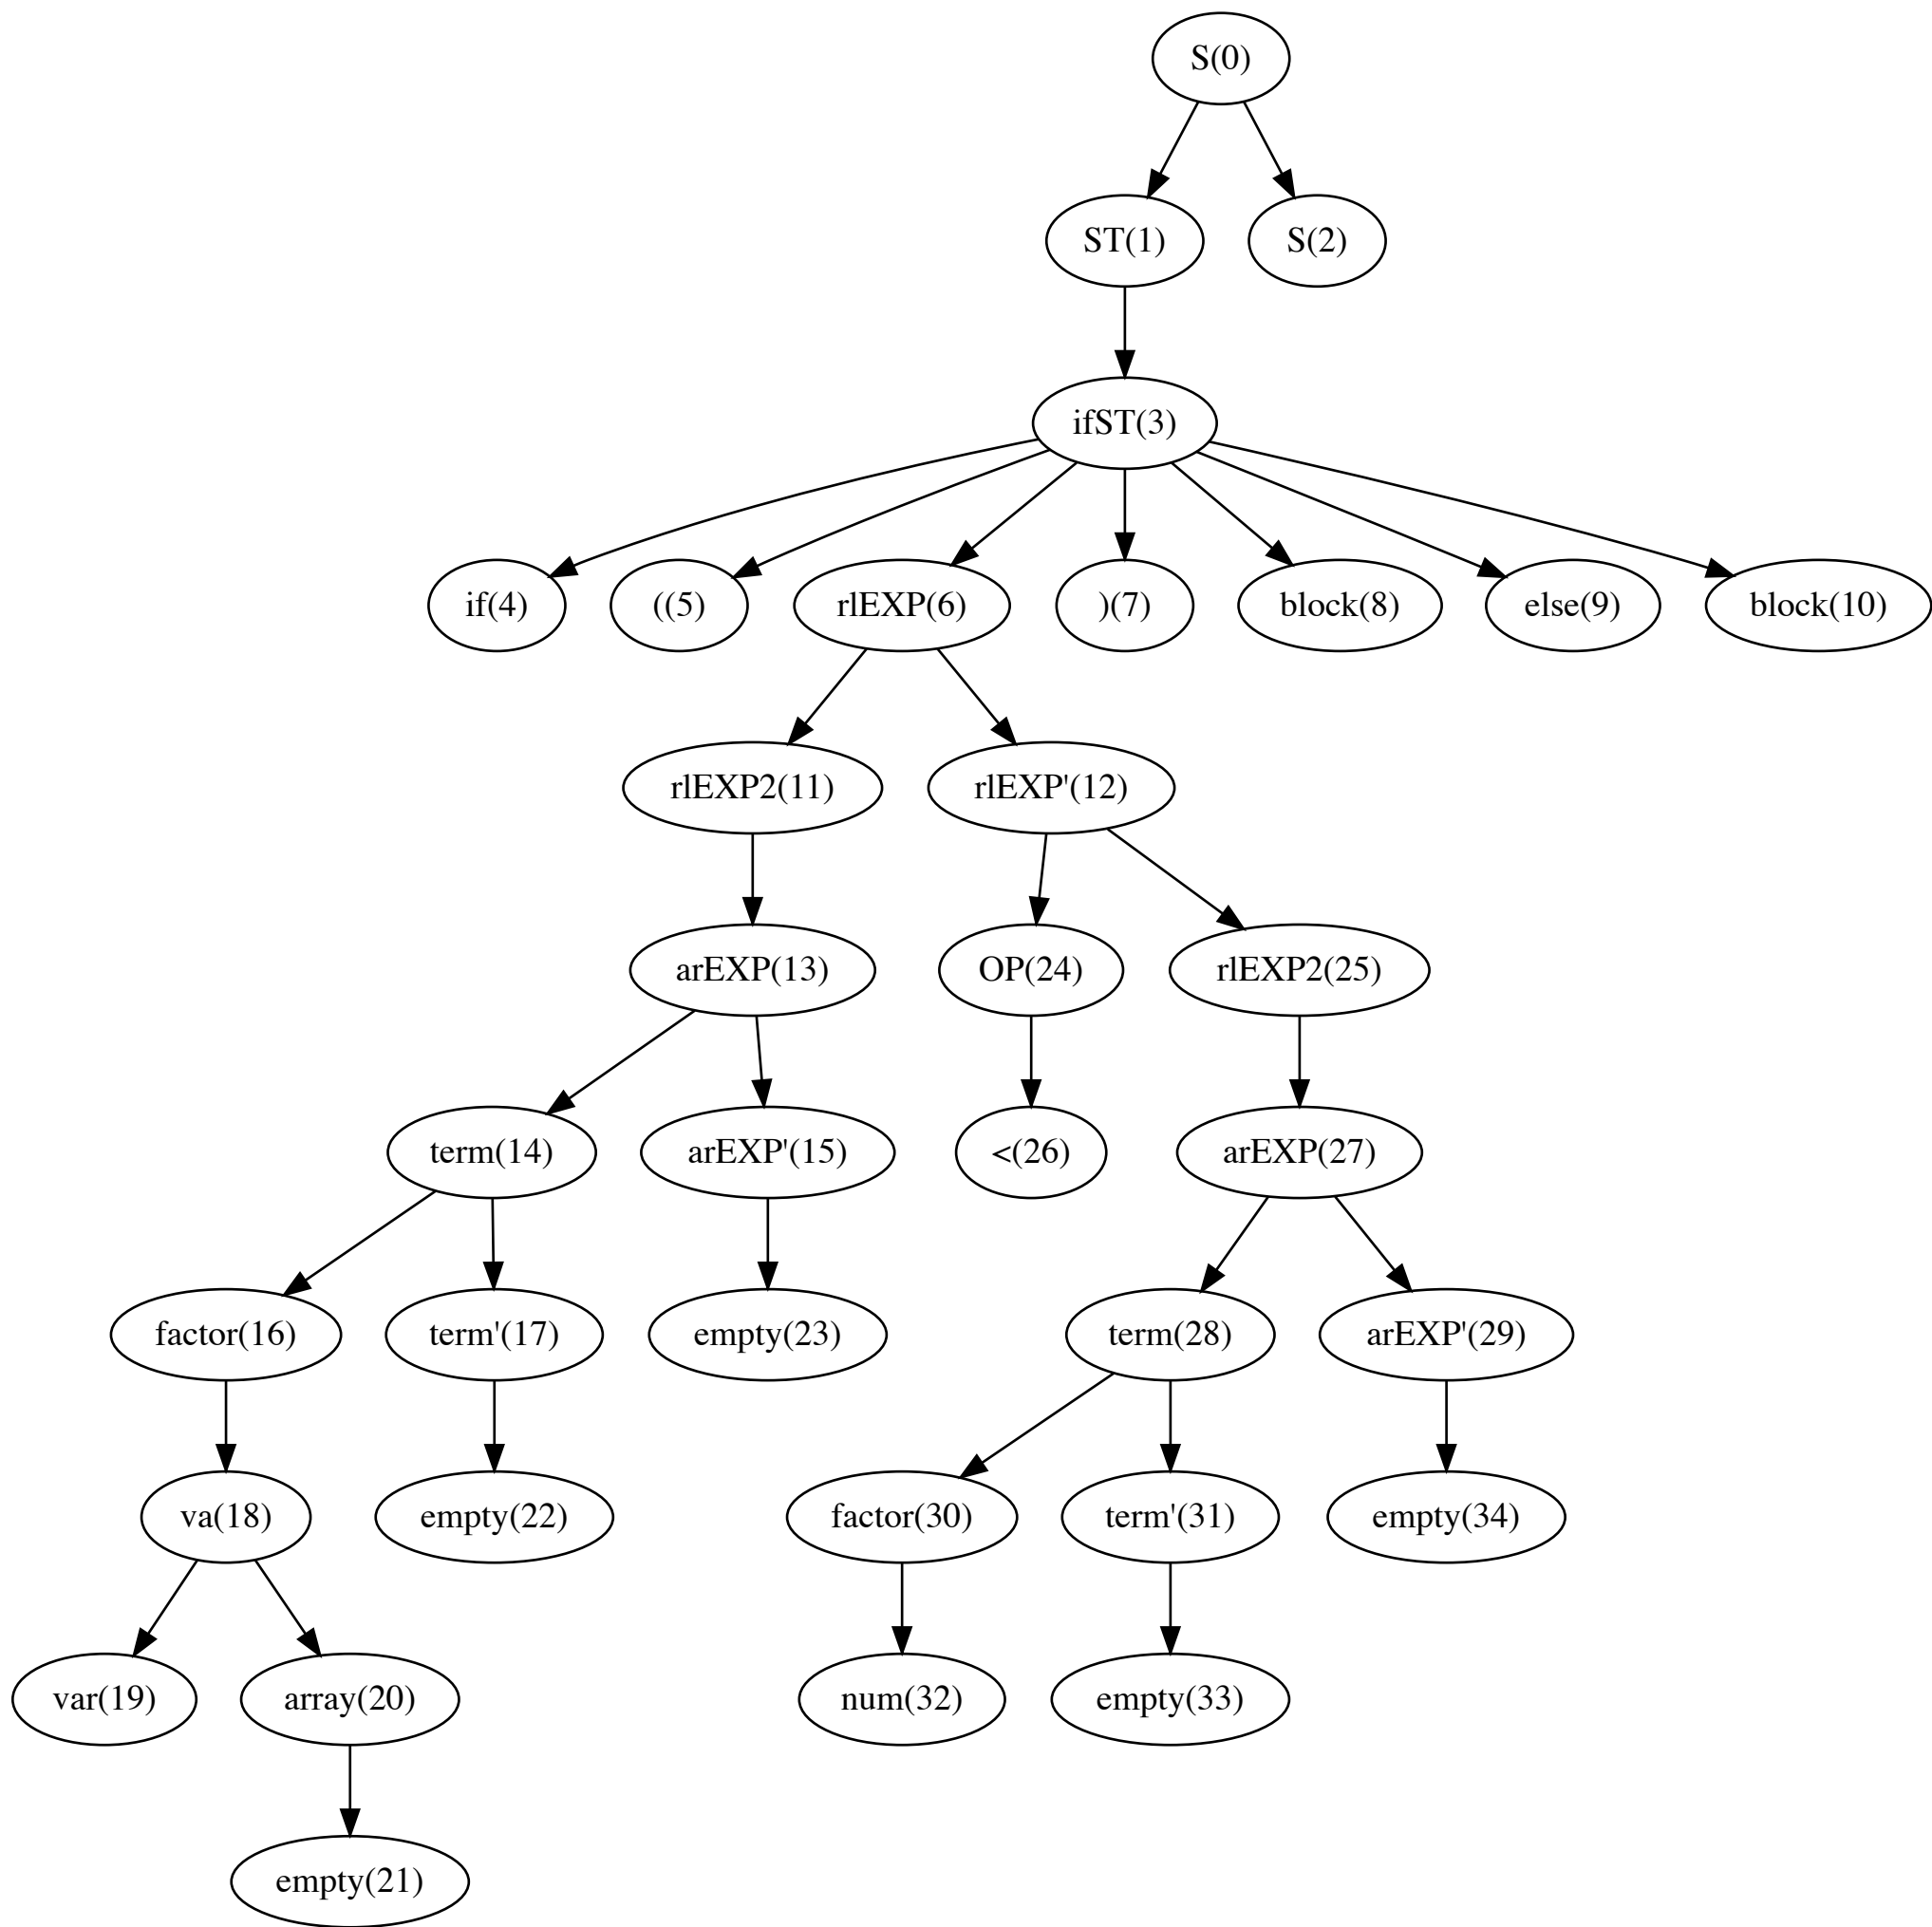 S(0)
ST(1) S(2)
ifST(3)
if(4) ((5) rlEXP(6) )(7) block(8) else(9) block(10)
rlEXP2(11) rlEXP'(12)
arEXP(13) OP(24) rlEXP2(25)
term(14) arEXP'(15) <(26) arEXP(27)
factor(16) term'(17) empty(23) term(28) arEXP'(29)
va(18) empty(22) factor(30) term'(31) empty(34)
var(19) array(20) num(32) empty(33)
empty(21)